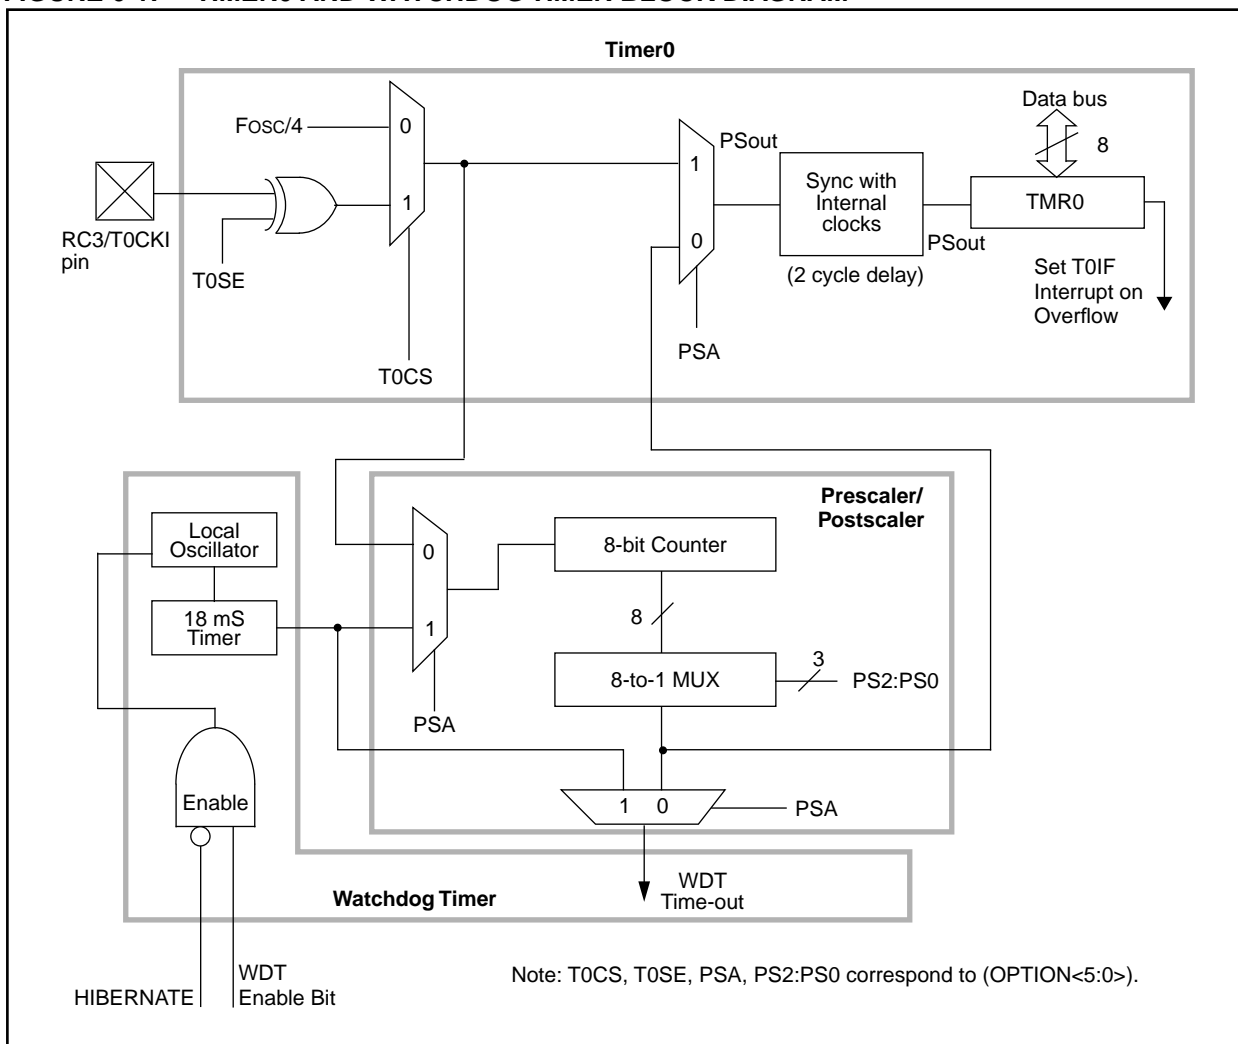 Timer0
Data bus
8
FOSC/4
0
1
PSout
1
0
Sync with
Internal
clocks
TMR0
PSout
(2 cycle delay)
RC3/T0CKI
pin
T0SE
T0CS
PSA
Set T0IF
Interrupt on
Overflow
Prescaler/
Postscaler
Local
Oscillator
18 mS
Timer
0
1
PSA
8-bit Counter
8
8-to-1 MUX
3
PS2:PS0
Enable
1 0
PSA
WDT
Time-out
Watchdog Timer
HIBERNATE
WDT
Enable Bit
Note: T0CS, T0SE, PSA, PS2:PS0 correspond to (OPTION<5:0>).